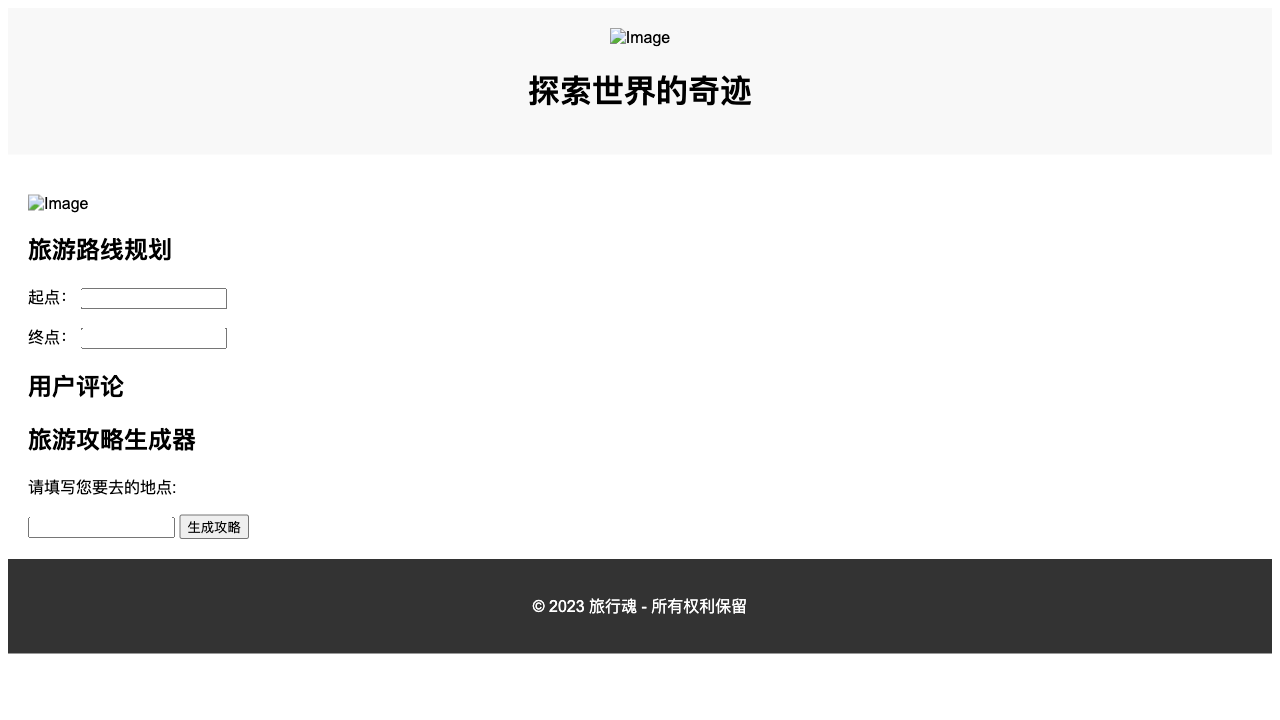 Image
探索世界的奇迹
Image
旅游路线规划
起点：
终点：
用户评论
旅游攻略生成器
请填写您要去的地点:
生成攻略
© 2023 旅行魂 - 所有权利保留